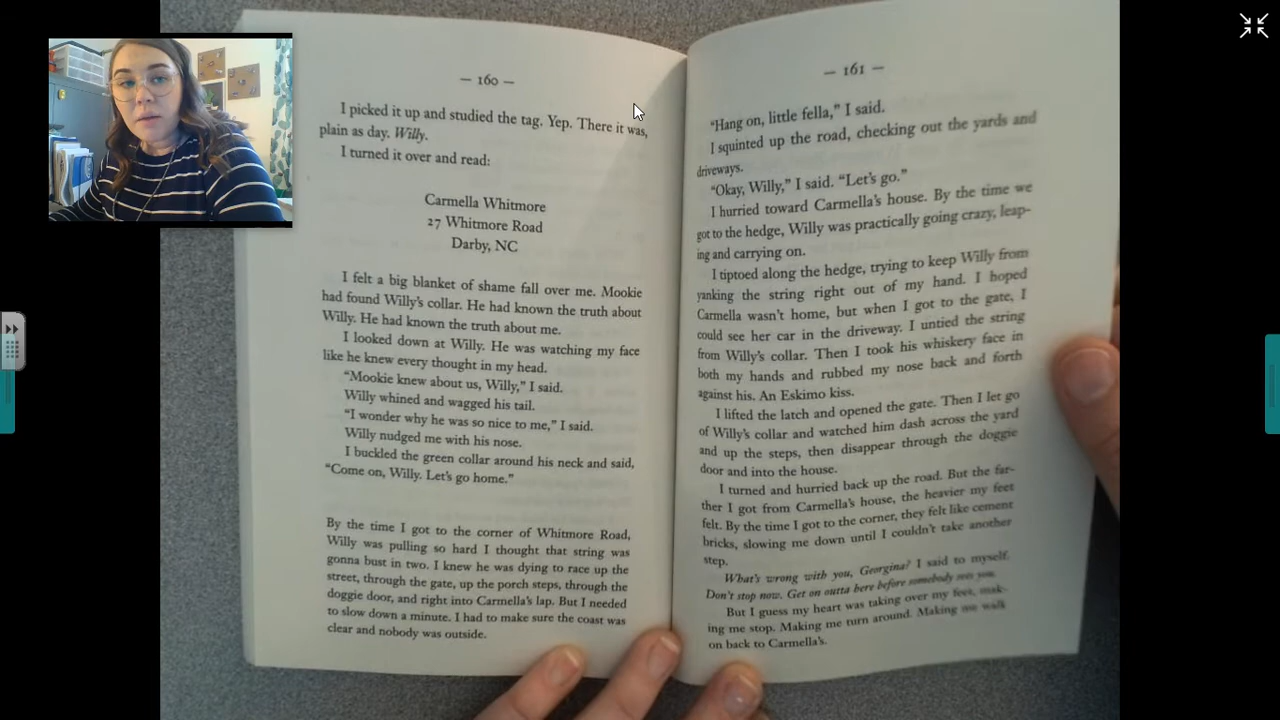 — 160 —
I picked it up and studied the tag. Yep. There it was,
plain as day. Willy.
I turned it over and read:
Carmella Whitmore
27 Whitmore Road
Darby, NC
I felt a big blanket of shame fall over me. Mookie
had found Willy's collar. He had known the truth about
Willy. He had known the truth about me.
I looked down at Willy. He was watching my face
like he knew every thought in my head.
"Mookie knew about us, Willy," I said.
Willy whined and wagged his tail.
"I wonder why he was so nice to me," I said.
Willy nudged me with his nose.
I buckled the green collar around his neck and said,
"Come on, Willy. Let's go home."
By the time I got to the corner of Whitmore Road,
Willy was pulling so hard I thought that string was
gonna bust in two. I knew he was dying to race up the
street, through the gate, up the porch steps, through the
doggie door, and right into Carmella's lap. But I needed
to slow down a minute. I had to make sure the coast was
clear and nobody was outside.
— 161 —
"Hang on, little fella," I said.
I squinted up the road, checking out the yards and
driveways.
"Okay, Willy," I said. "Let's go."
I hurried toward Carmella's house. By the time we
got to the hedge, Willy was practically going crazy, leap-
ing and carrying on.
I tiptoed along the hedge, trying to keep Willy from
yanking the string right out of my hand. I hoped
Carmella wasn't home, but when I got to the gate, I
could see her car in the driveway. I untied the string
from Willy's collar. Then I took his whiskery face in
both my hands and rubbed my nose back and forth
against his. An Eskimo kiss.
I lifted the latch and opened the gate. Then I let go
of Willy's collar and watched him dash across the yard
and up the steps, then disappear through the doggie
door and into the house.
I turned and hurried back up the road. But the far-
ther I got from Carmella's house, the heavier my feet
felt. By the time I got to the corner, they felt like cement
bricks, slowing me down until I couldn't take another
step.
What's wrong with you, Georgina? I said to myself.
Don't stop now. Get on outta here before somebody sees you.
But I guess my heart was taking over my feet, mak-
ing me stop. Making me turn around. Making me walk
on back to Carmella's.